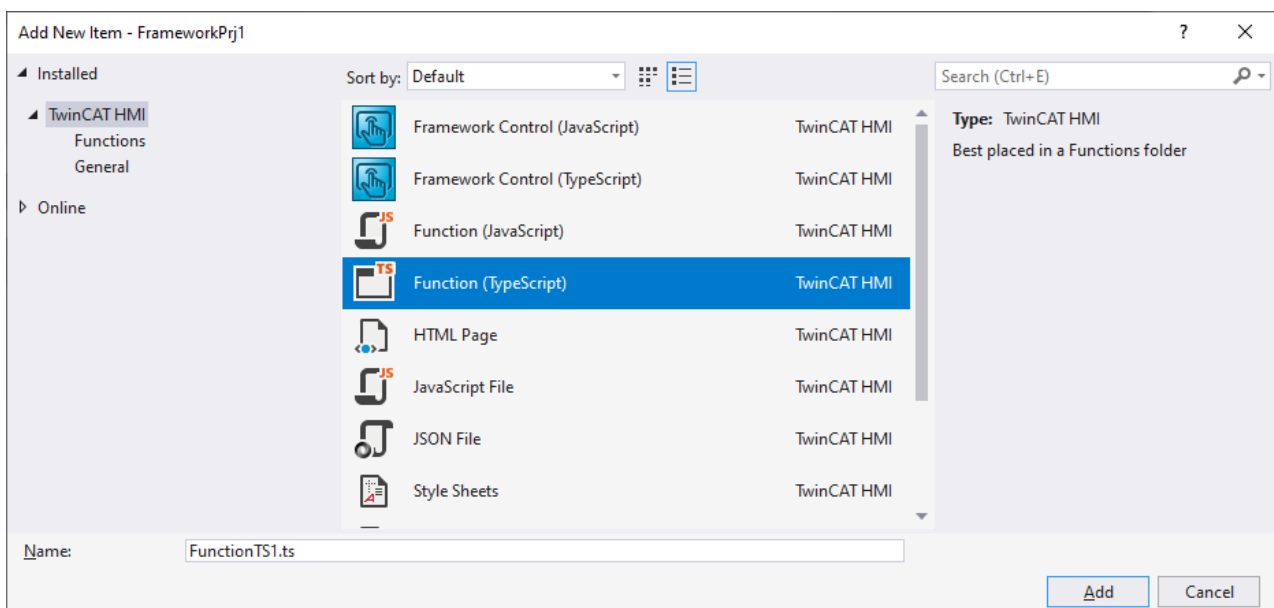 Add New Item - FrameworkPrj1
?
Installed
TwinCAT HMI
Functions
General
Online
Sort by: Default
Search (Ctrl+E)
Framework Control (JavaScript) TwinCAT HMI
Framework Control (TypeScript) TwinCAT HMI
JS Function (JavaScript) TwinCAT HMI
TS Function (TypeScript) TwinCAT HMI
HTML Page TwinCAT HMI
JS JavaScript File TwinCAT HMI
JSON File TwinCAT HMI
A Style Sheets TwinCAT HMI
Type: TwinCAT HMI
Best placed in a Functions folder
Name: FunctionTS1.ts
Add Cancel